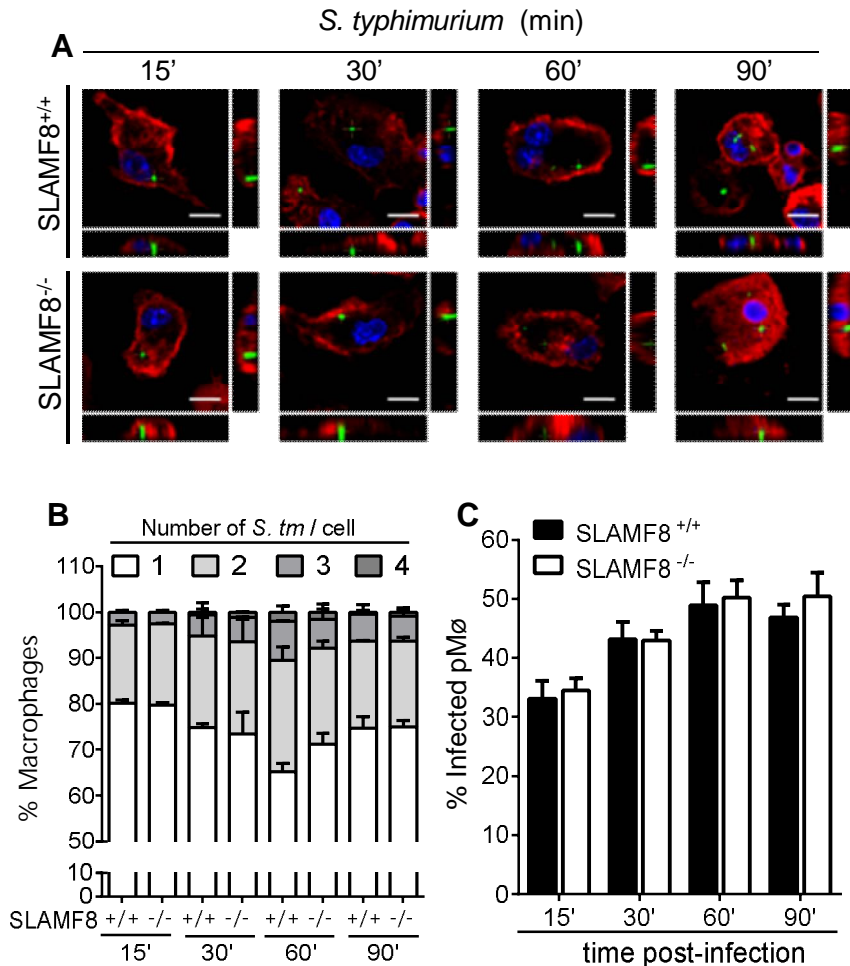 A
S. typhimurium (min)
15’ 30’ 60’ 90’
SLAMF8+/+
SLAMF8-/-
B
Number of S. tm / cell
1 2 3 4
% Macrophages
110
100
90
80
70
60
50
10
0
SLAMF8 +/+ -/- +/+ -/- +/+ -/- +/+ -/-
15' 30' 60' 90'
C
SLAMF8 +/+
SLAMF8 -/-
% Infected pMø
60
50
40
30
20
10
0
15' 30' 60' 90'
time post-infection